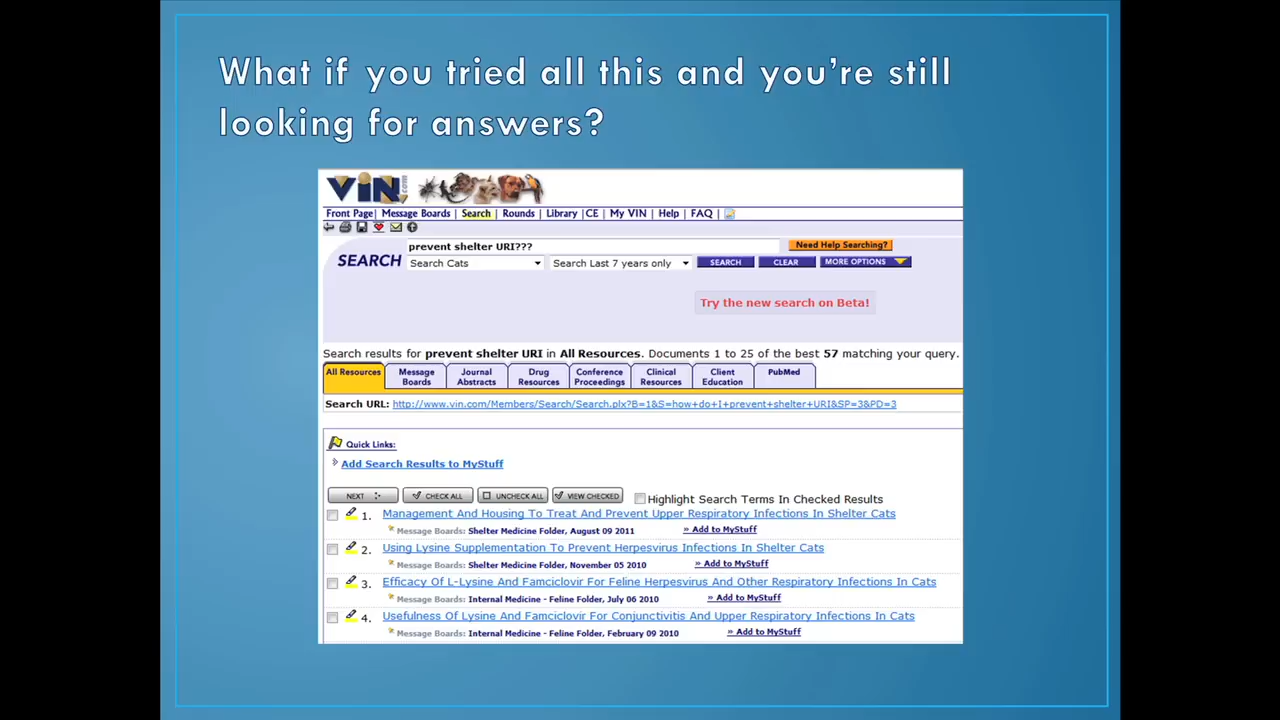 What if you tried all this and you're still
looking for answers?
VIN.com
Front Page| Message Boards | Search | Rounds | Library |CE | My VIN | Help | FAQ |
prevent shelter URI??? Need Help Searching?
SEARCH Search Cats Search Last 7 years only SEARCH CLEAR MORE OPTIONS
Try the new search on Beta!
Search results for prevent shelter URI in All Resources. Documents 1 to 25 of the best 57 matching your query.
All Resources Message Boards Journal Abstracts Drug Resources Conference Proceedings Clinical Resources Client Education PubMed
Search URL: http://www.vin.com/Members/Search/Search.plx?B=1&S=how+do+I+prevent+shelter+URI&SP=3&PD=3
Quick Links:
Add Search Results to MyStuff
NEXT CHECK ALL UNCHECK ALL VIEW CHECKED Highlight Search Terms In Checked Results
1. Management And Housing To Treat And Prevent Upper Respiratory Infections In Shelter Cats
Message Boards: Shelter Medicine Folder, August 09 2011 » Add to MyStuff
2. Using Lysine Supplementation To Prevent Herpesvirus Infections In Shelter Cats
Message Boards: Shelter Medicine Folder, November 05 2010 » Add to MyStuff
3. Efficacy Of L-Lysine And Famciclovir For Feline Herpesvirus And Other Respiratory Infections In Cats
Message Boards: Internal Medicine - Feline Folder, July 06 2010 » Add to MyStuff
4. Usefulness Of Lysine And Famciclovir For Conjunctivitis And Upper Respiratory Infections In Cats
Message Boards: Internal Medicine - Feline Folder, February 09 2010 » Add to MyStuff